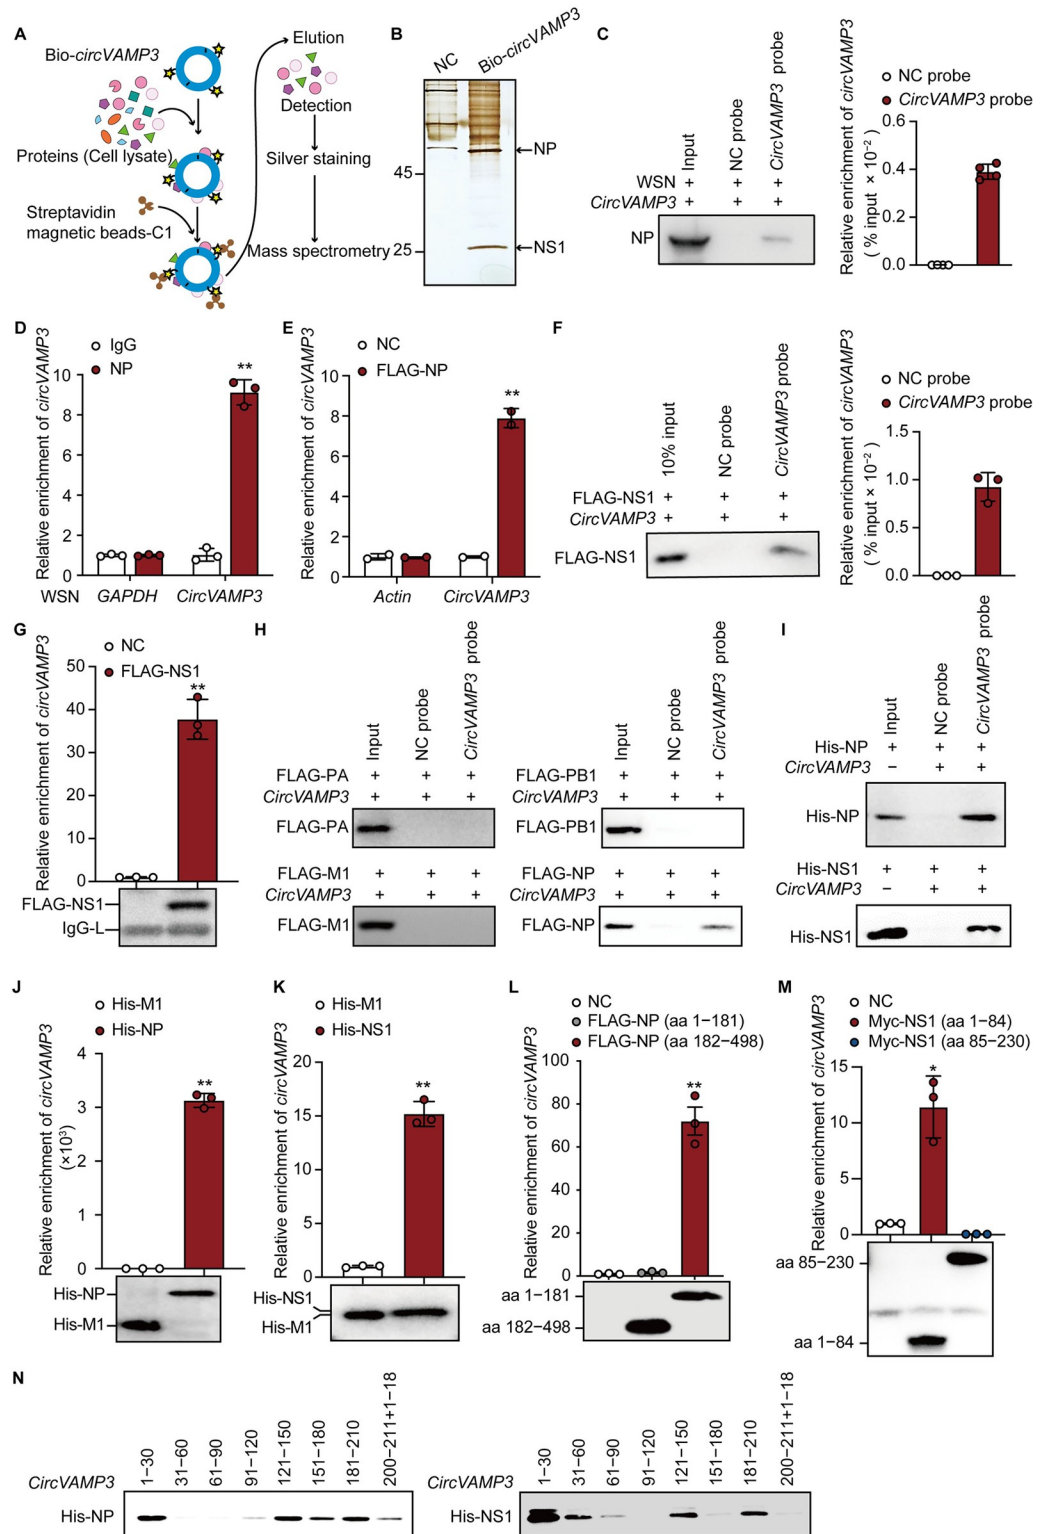 A
Bio-circVAMP3
Proteins (Cell lysate)
Streptavidin
magnetic beads-C1
Elution
Detection
Silver staining
Mass spectrometry
B
NC
Bio-circVAMP3
45
25
NP
NS1
C
Input
NC probe
CircVAMP3 probe
WSN + + +
CircVAMP3 + + +
NP
NC probe
CircVAMP3 probe
Relative enrichment of circVAMP3
( % input × 10⁻²)
0.6
0.4
0.2
0.0
D
IgG
NP
Relative enrichment of circVAMP3
10
8
6
4
2
0
**
WSN GAPDH CircVAMP3
E
NC
FLAG-NP
Relative enrichment of circVAMP3
10
8
6
4
2
0
**
Actin CircVAMP3
F
10% input
NC probe
CircVAMP3 probe
FLAG-NS1 + + +
CircVAMP3 + + +
FLAG-NS1
NC probe
CircVAMP3 probe
Relative enrichment of circVAMP3
( % input × 10⁻²)
1.5
1.0
0.5
0.0
G
NC
FLAG-NS1
Relative enrichment of circVAMP3
50
40
30
20
10
0
**
FLAG-NS1
IgG-L
H
Input
NC probe
CircVAMP3 probe
FLAG-PA + + +
CircVAMP3 + + +
FLAG-PA
FLAG-M1 + + +
CircVAMP3 + + +
FLAG-M1
Input
NC probe
CircVAMP3 probe
FLAG-PB1 + + +
CircVAMP3 + + +
FLAG-PB1
FLAG-NP + + +
CircVAMP3 + + +
FLAG-NP
I
Input
NC probe
CircVAMP3 probe
His-NP + + +
CircVAMP3 − + +
His-NP
His-NS1 + + +
CircVAMP3 − + +
His-NS1
J
His-M1
His-NP
Relative enrichment of circVAMP3
(×10³)
4
3
2
1
0
**
His-NP
His-M1
K
His-M1
His-NS1
Relative enrichment of circVAMP3
20
15
10
5
0
**
His-NS1
His-M1
L
NC
FLAG-NP (aa 1−181)
FLAG-NP (aa 182−498)
Relative enrichment of circVAMP3
100
80
60
40
20
0
**
aa 1−181
aa 182−498
M
NC
Myc-NS1 (aa 1−84)
Myc-NS1 (aa 85−230)
Relative enrichment of circVAMP3
15
10
5
0
*
aa 85−230
aa 1−84
N
CircVAMP3
1−30
31−60
61−90
91−120
121−150
151−180
181−210
200−211+1−18
His-NP
CircVAMP3
1−30
31−60
61−90
91−120
121−150
151−180
181−210
200−211+1−18
His-NS1